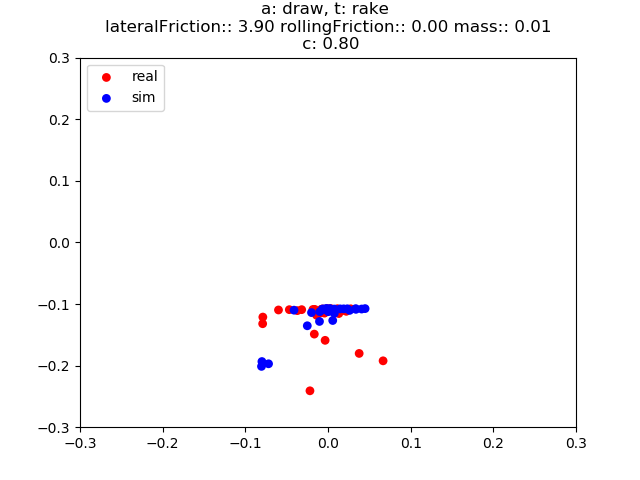 a: draw, t: rake
lateralFriction:: 3.90 rollingFriction:: 0.00 mass:: 0.01
c: 0.80
real
sim
0.3
0.2
0.1
0.0
−0.1
−0.2
−0.3
−0.3
−0.2
−0.1
0.0
0.1
0.2
0.3